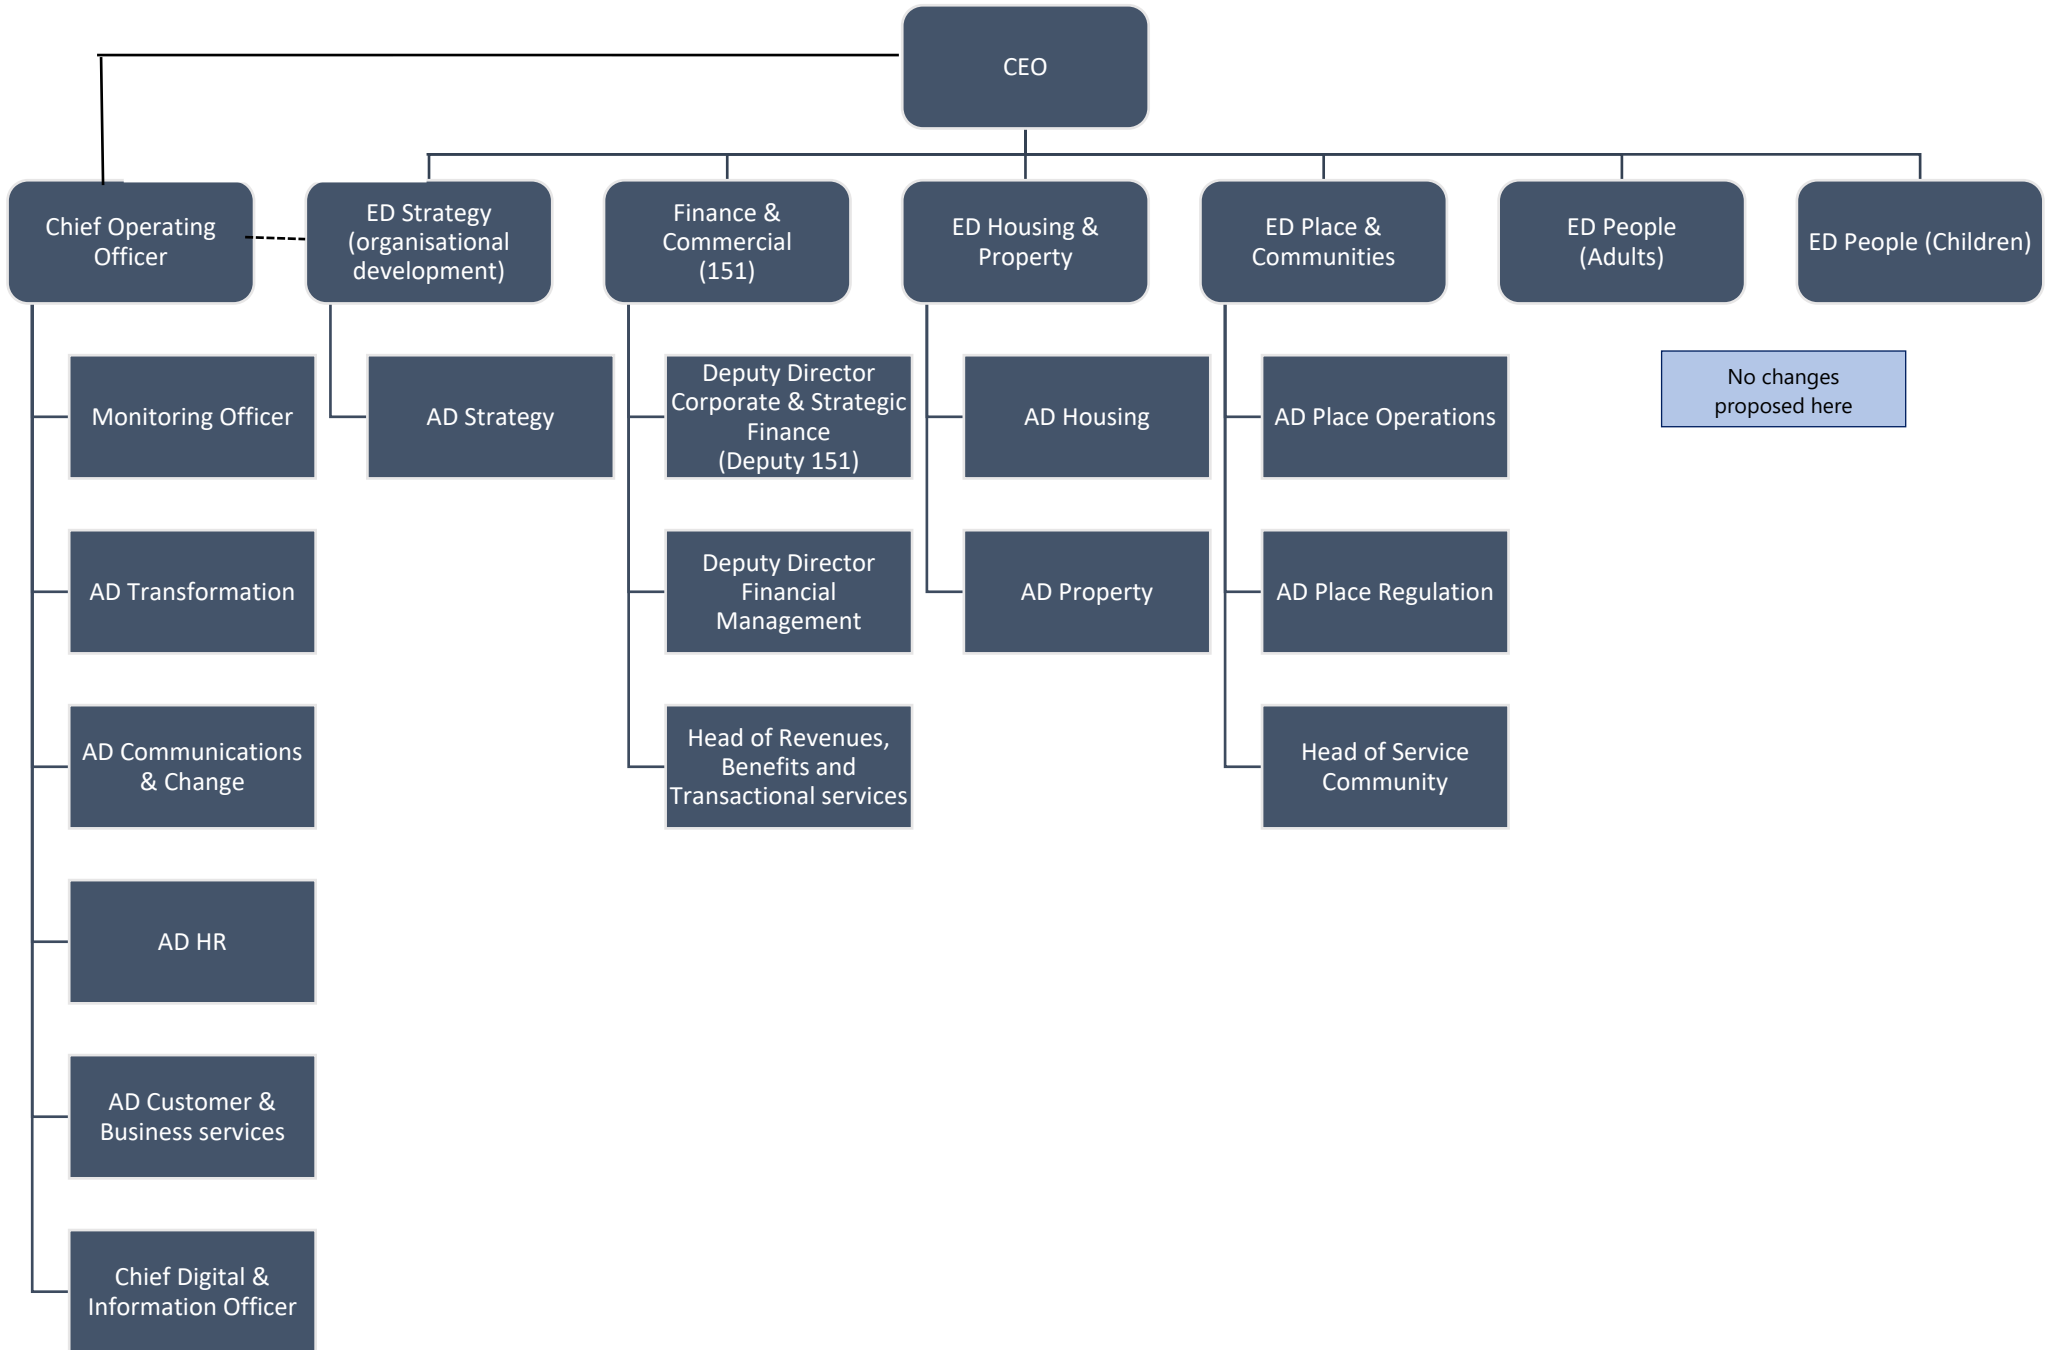 CEO
Chief Operating
Officer
ED Strategy
(organisational
development)
Finance &
Commercial
(151)
ED Housing &
Property
ED Place &
Communities
ED People
(Adults)
ED People (Children)
Monitoring Officer
AD Strategy
Deputy Director
Corporate & Strategic
Finance
(Deputy 151)
AD Housing
AD Place Operations
No changes
proposed here
AD Transformation
Deputy Director
Financial
Management
AD Property
AD Place Regulation
AD Communications
& Change
Head of Revenues,
Benefits and
Transactional services
Head of Service
Community
AD HR
AD Customer &
Business services
Chief Digital &
Information Officer